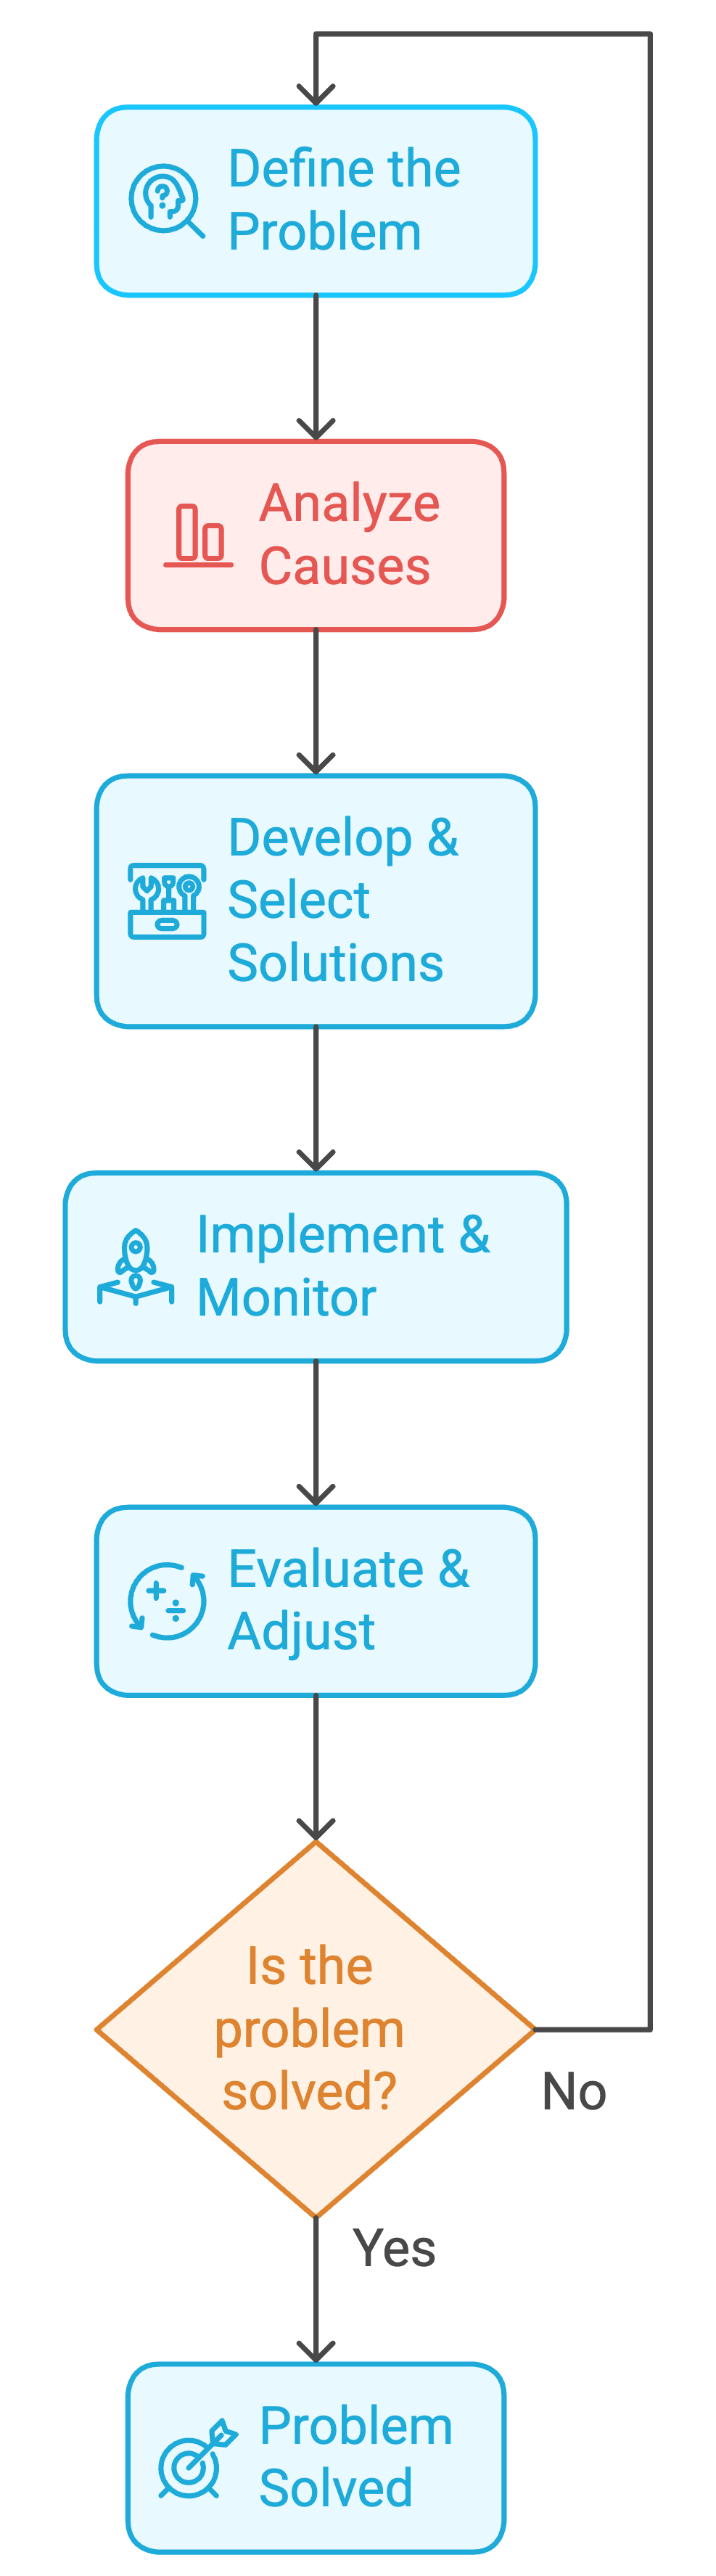 Define the
Problem
Analyze
Causes
Develop &
Select
Solutions
Implement &
Monitor
Evaluate &
Adjust
Is the
problem
solved?
No
Yes
Problem
Solved